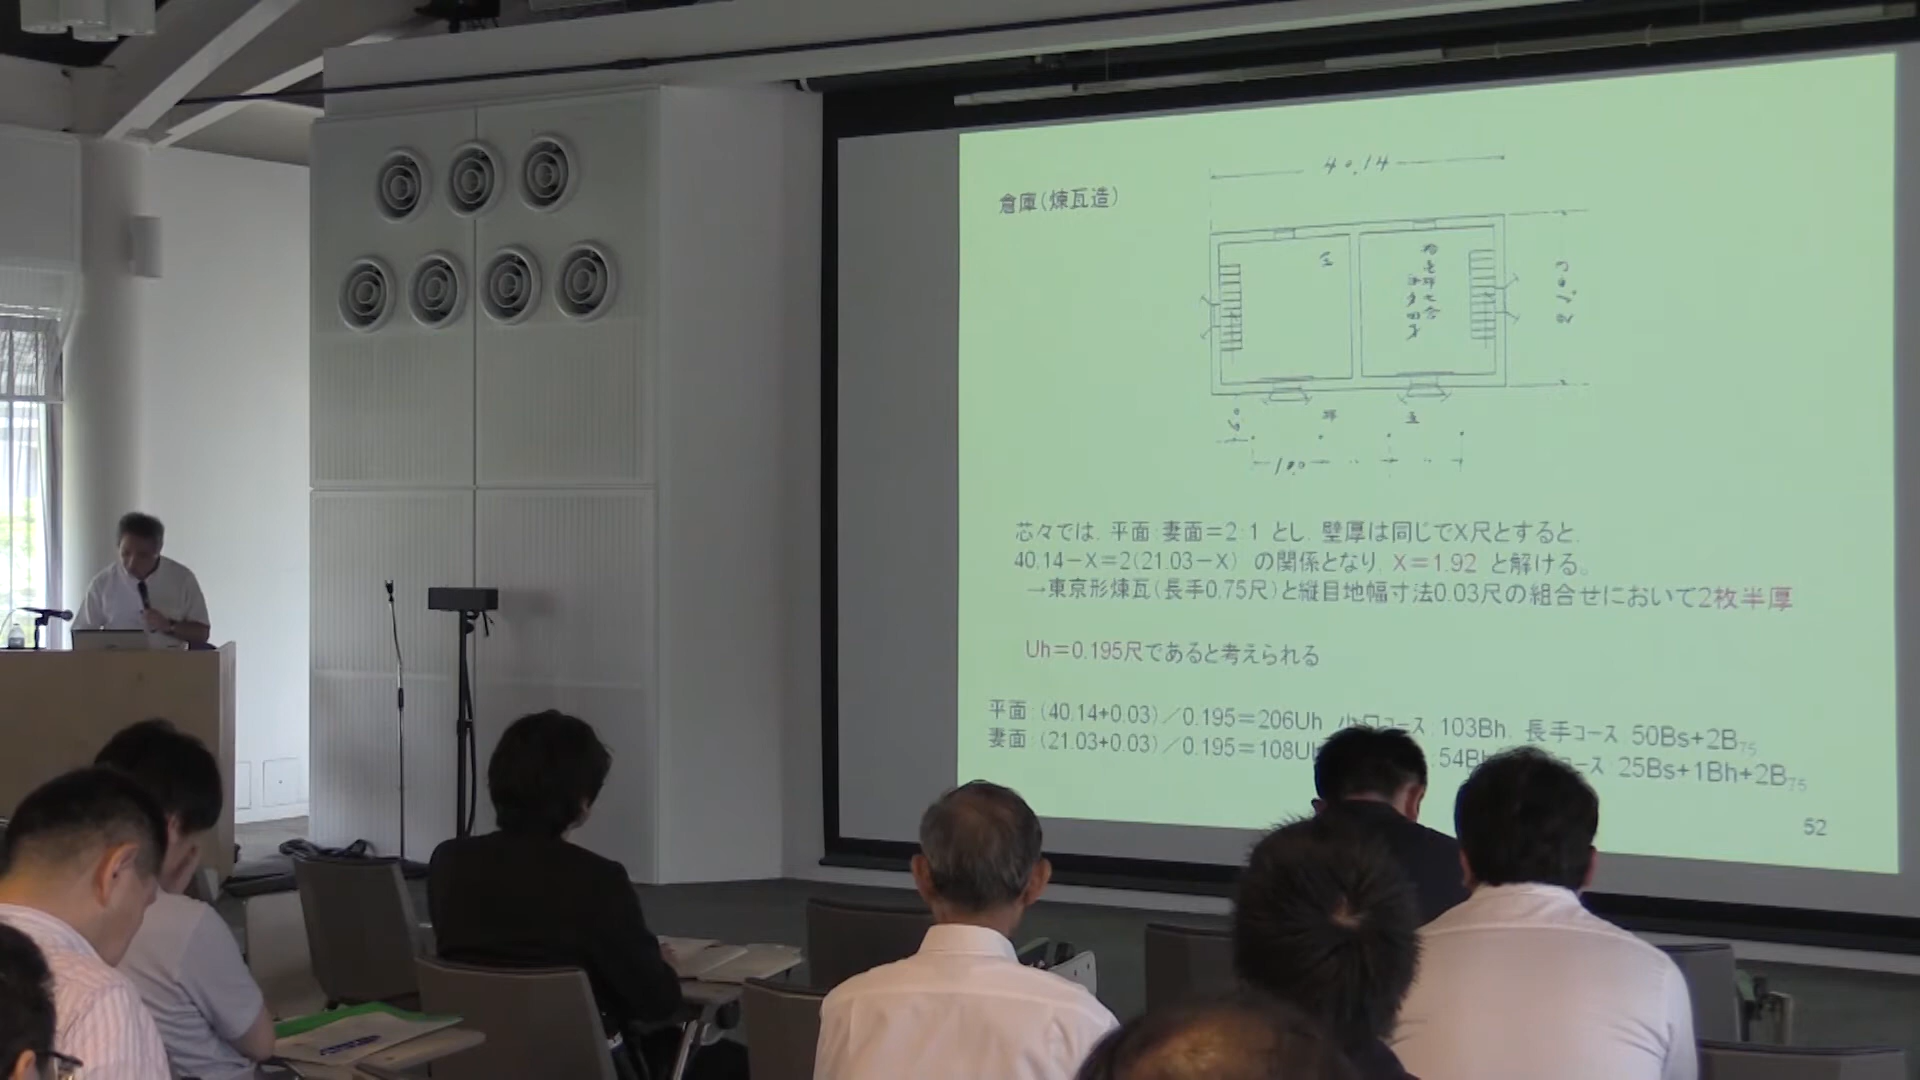 倉庫(煉瓦造)
40.14
21.03
10.0
芯々では, 平面:妻面=2:1 とし, 壁厚は同じでX尺とすると,
40.14-X=2(21.03-X) の関係となり, X=1.92 と解ける。
→東京形煉瓦(長手0.75尺)と縦目地幅寸法0.03尺の組合せにおいて2枚半厚
Uh=0.195尺であると考えられる
平面:(40.14+0.03)/0.195=206Uh, 小口コース:103Bh, 長手コース:50Bs+2B75
妻面:(21.03+0.03)/0.195=108Uh :54Bh コース:25Bs+1Bh+2B75
52